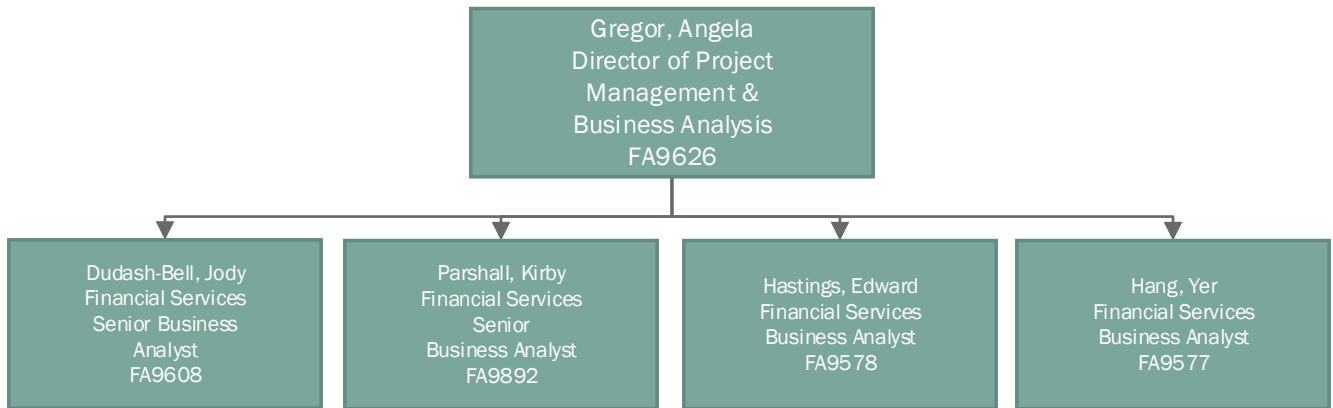 Gregor, Angela
Director of Project
Management &
Business Analysis
FA9626
Dudash-Bell, Jody
Financial Services
Senior Business
Analyst
FA9608
Parshall, Kirby
Financial Services
Senior
Business Analyst
FA9892
Hastings, Edward
Financial Services
Business Analyst
FA9578
Hang, Yer
Financial Services
Business Analyst
FA9577